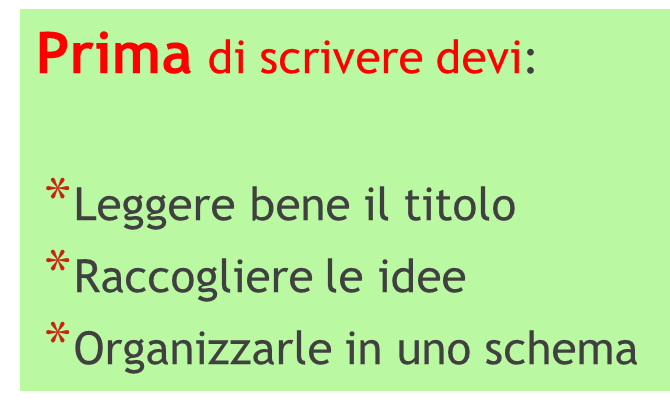 Prima di scrivere devi:
*Leggere bene il titolo
*Raccogliere le idee
*Organizzarle in uno schema